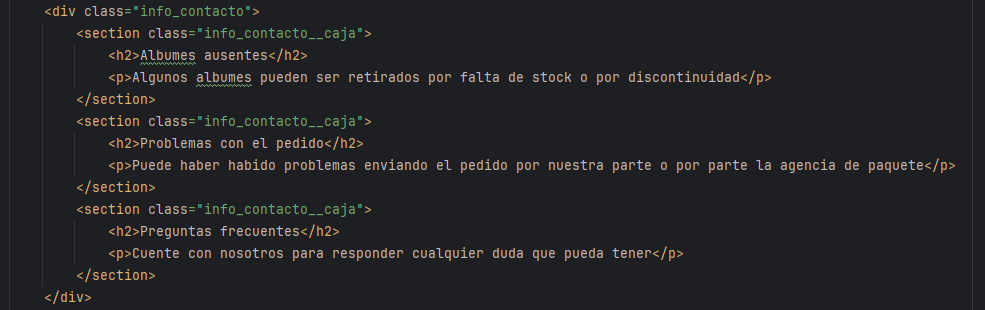 <div class="info_contacto">
<section class="info_contacto__caja">
<h2>Albumes ausentes</h2>
<p>Algunos albumes pueden ser retirados por falta de stock o por discontinuidad</p>
</section>
<section class="info_contacto__caja">
<h2>Problemas con el pedido</h2>
<p>Puede haber habido problemas enviando el pedido por nuestra parte o por parte la agencia de paquete</p>
</section>
<section class="info_contacto__caja">
<h2>Preguntas frecuentes</h2>
<p>Cuente con nosotros para responder cualquier duda que pueda tener</p>
</section>
</div>